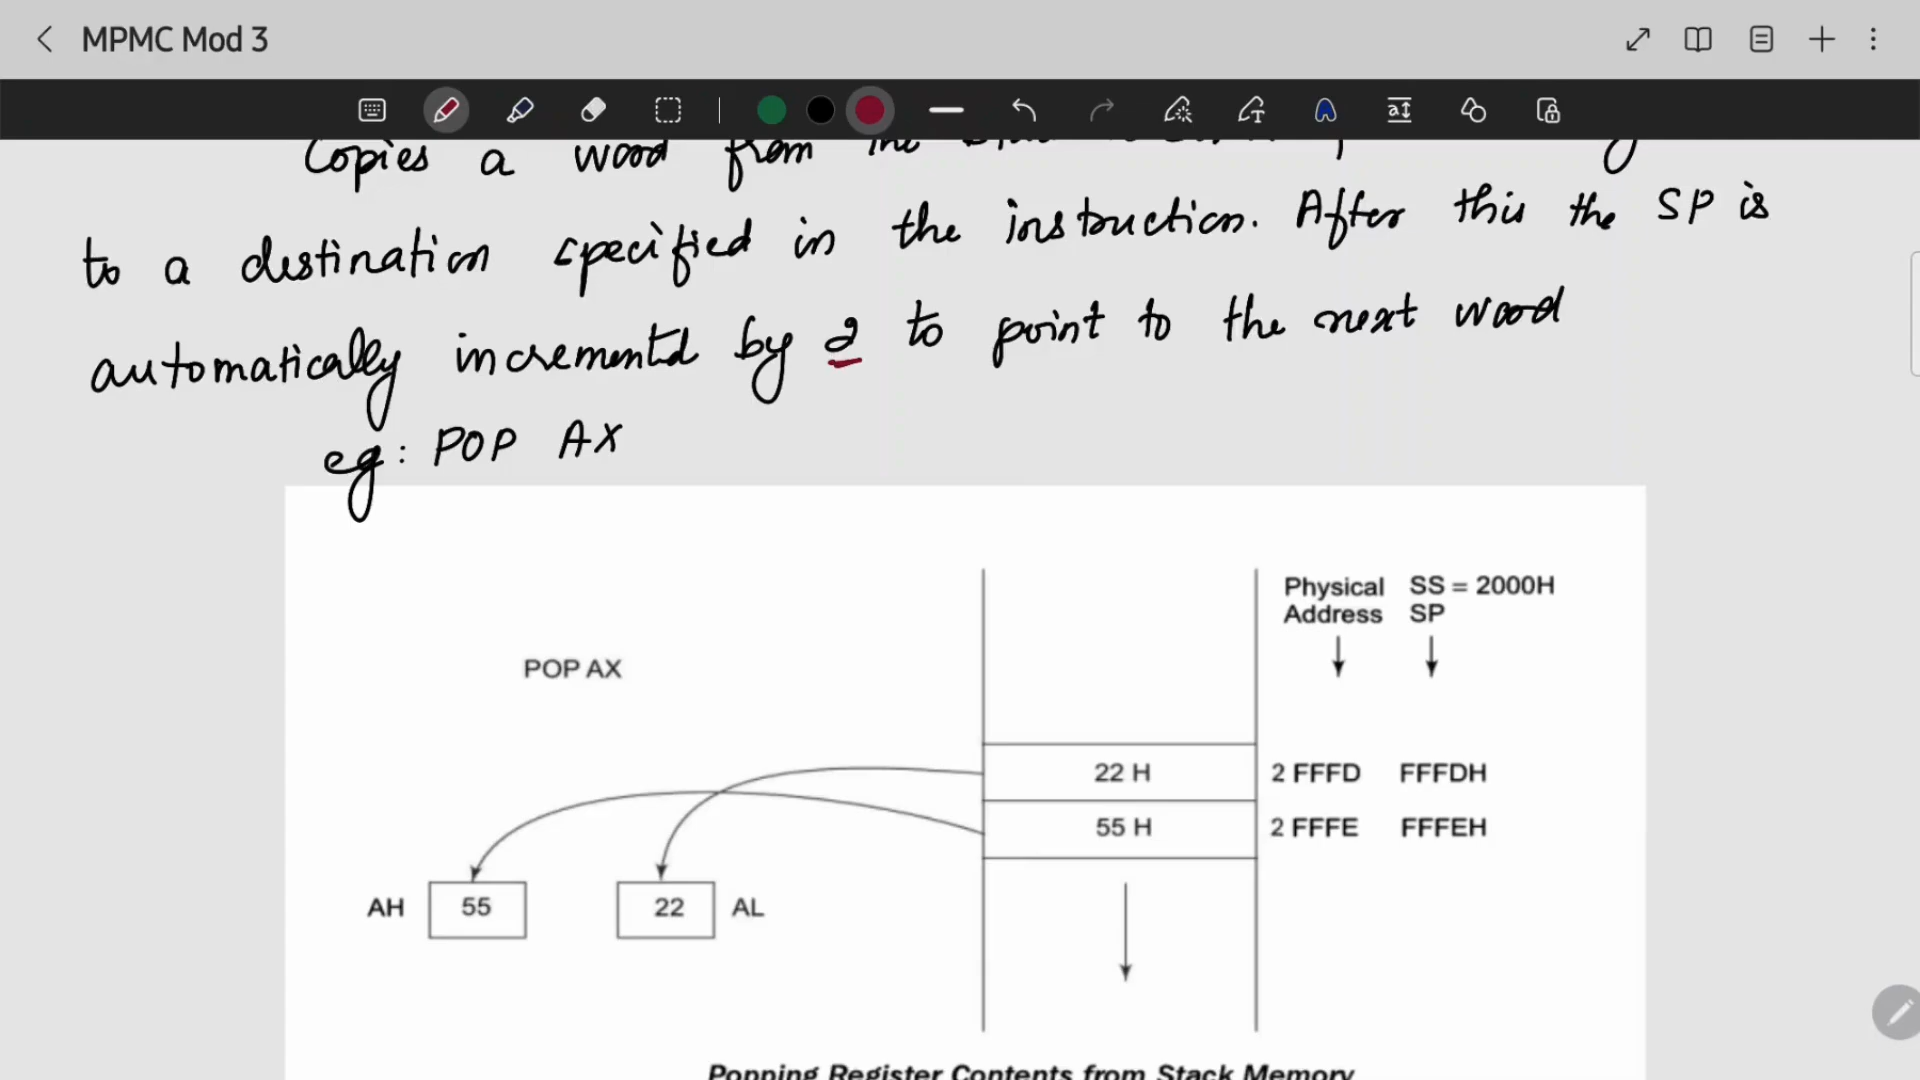 MPMC Mod 3
Copies a word from the
to a destination specified in the instruction. After this the SP is
automatically incremented by 2 to point to the next word
eg: POP AX
Physical Address
SS = 2000H
SP
POP AX
22 H 2 FFFD FFFDH
55 H 2 FFFE FFFEH
AH 55 22 AL
Popping Register Contents from Stack Memory